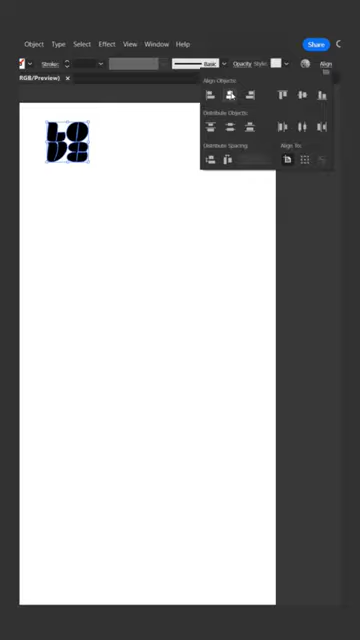 Object Type Select Effect View Window Help Share
Stroke: Basic Opacity Style: Align
RGB/Preview) ×
Align Objects:
Distribute Objects:
Distribute Spacing: Align To:
LO
VE